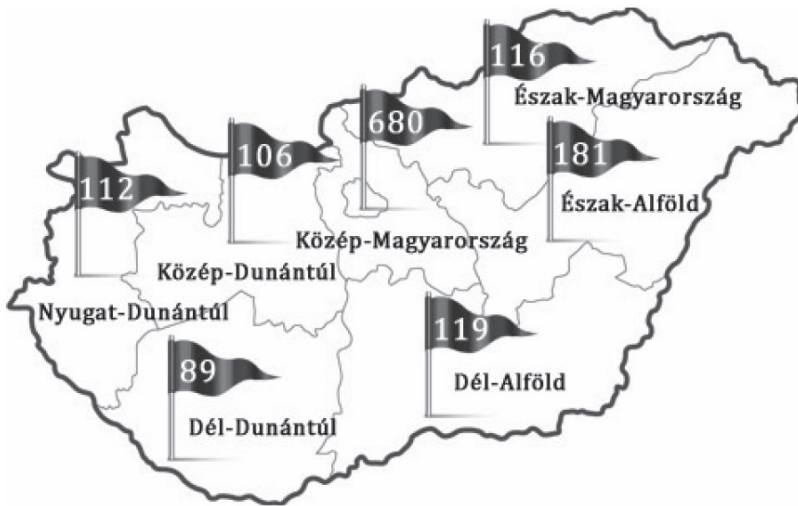 116
Észak-Magyarország
680
106
181
112
Észak-Alföld
Közép-Magyarország
Közép-Dunántúl
Nyugat-Dunántúl
119
89
Dél-Alföld
Dél-Dunántúl